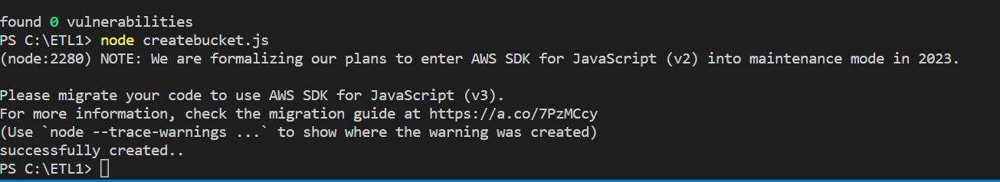 found 0 vulnerabilities
PS C:\ETL1> node createbucket.js
(node:2280) NOTE: We are formalizing our plans to enter AWS SDK for JavaScript (v2) into maintenance mode in 2023.
Please migrate your code to use AWS SDK for JavaScript (v3).
For more information, check the migration guide at https://a.co/7PzMCcy
(Use `node --trace-warnings ...` to show where the warning was created)
successfully created..
PS C:\ETL1>